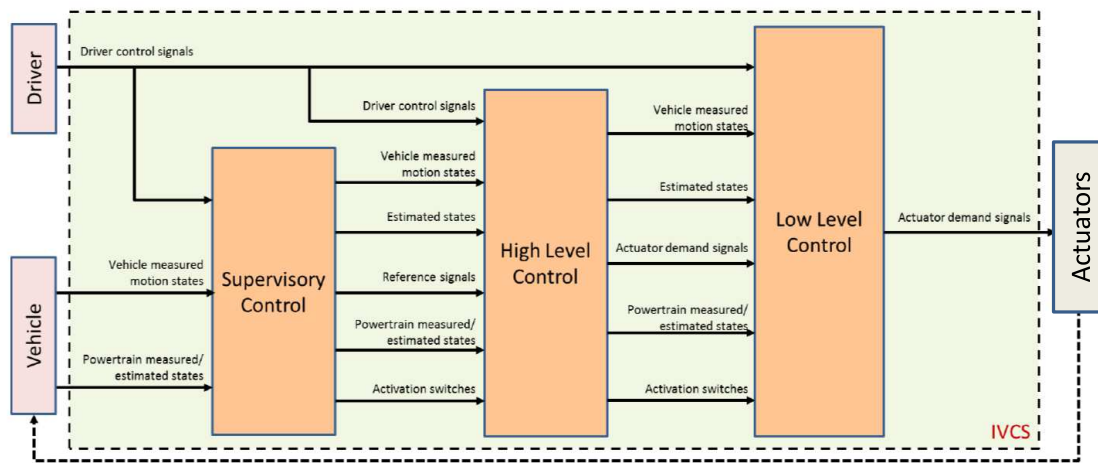 Driver
Driver control signals
Driver control signals
Vehicle measured
motion states
Vehicle measured
motion states
Estimated states
Estimated states
Supervisory
Control
High Level
Control
Low Level
Control
Actuator demand signals
Actuator demand signals
Actuators
Vehicle
Vehicle measured
motion states
Reference signals
Powertrain measured/
estimated states
Powertrain measured/
estimated states
Powertrain measured/
estimated states
Activation switches
Activation switches
IVCS